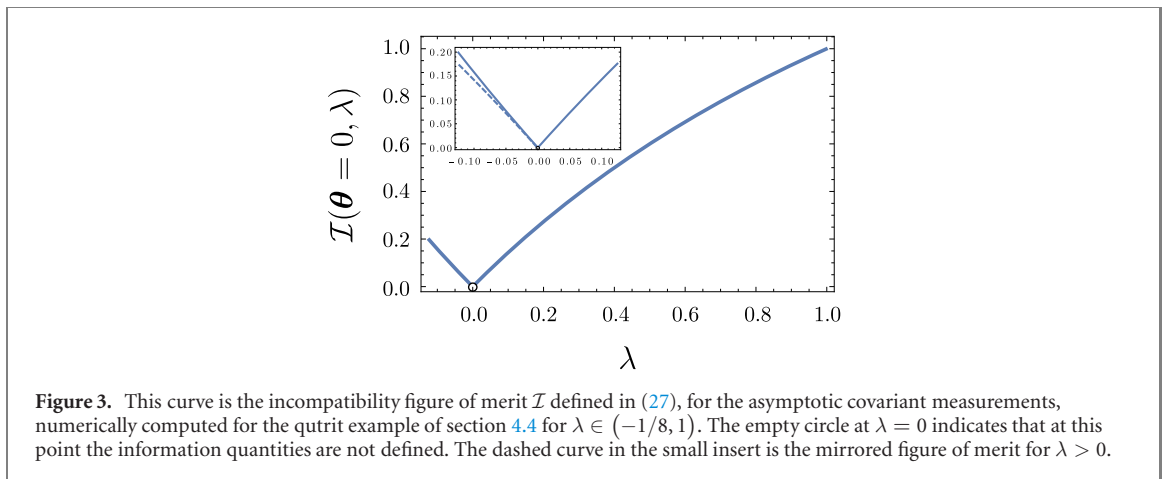 1.0
0.8
0.6
0.4
0.2
0.0
0.20
0.15
0.10
0.05
0.00
−0.10 −0.05 0.00 0.05 0.10
𝓘(𝜽 = 0, λ)
0.0 0.2 0.4 0.6 0.8 1.0
λ
Figure 3. This curve is the incompatibility figure of merit 𝓘 defined in (27), for the asymptotic covariant measurements,
numerically computed for the qutrit example of section 4.4 for λ ∈ (−1/8, 1). The empty circle at λ = 0 indicates that at this
point the information quantities are not defined. The dashed curve in the small insert is the mirrored figure of merit for λ > 0.